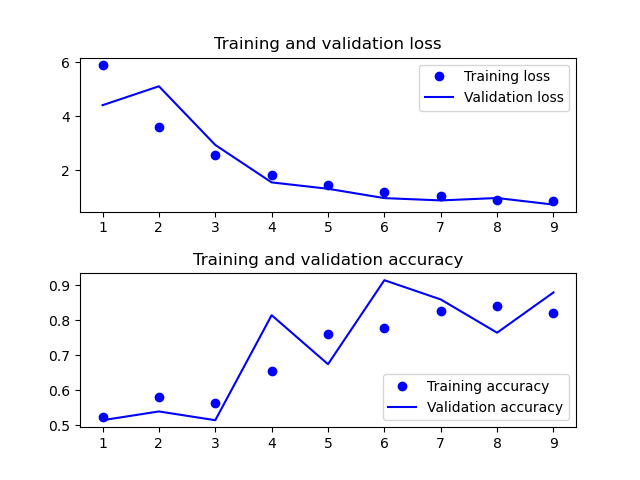 Training and validation loss
6
4
2
Training loss
Validation loss
1 2 3 4 5 6 7 8 9
Training and validation accuracy
0.9
0.8
0.7
0.6
0.5
Training accuracy
Validation accuracy
1 2 3 4 5 6 7 8 9